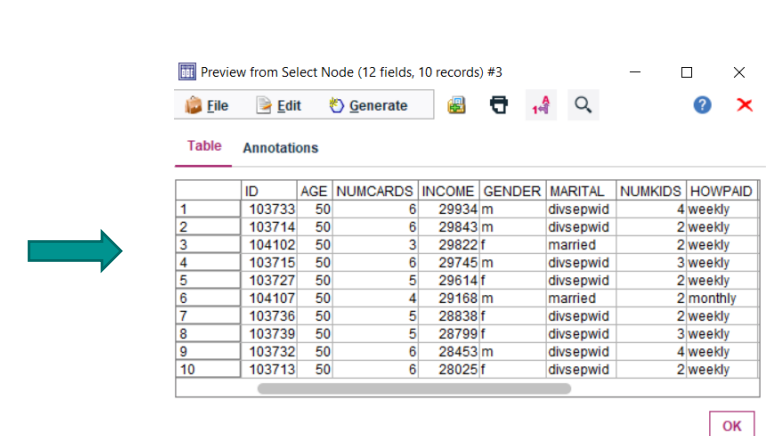 Preview from Select Node (12 fields, 10 records) #3
File Edit Generate
Table Annotations
ID AGE NUMCARDS INCOME GENDER MARITAL NUMKIDS HOWPAID
1 103733 50 6 29934 m divsepwid 4 weekly
2 103714 50 6 29843 m divsepwid 2 weekly
3 104102 50 3 29822 f married 2 weekly
4 103715 50 6 29745 m divsepwid 3 weekly
5 103727 50 5 29614 f divsepwid 2 weekly
6 104107 50 4 29168 m married 2 monthly
7 103736 50 5 28838 f divsepwid 2 weekly
8 103739 50 5 28799 f divsepwid 3 weekly
9 103732 50 6 28453 m divsepwid 4 weekly
10 103713 50 6 28025 f divsepwid 2 weekly
OK